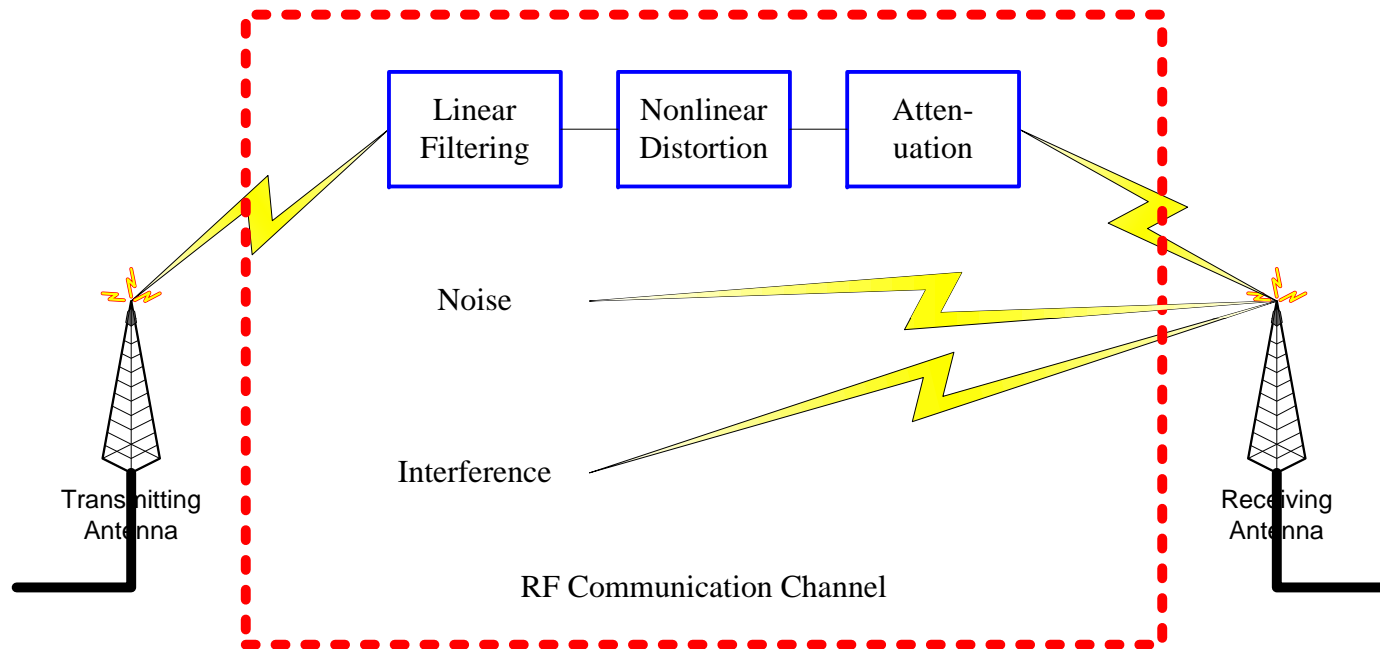 Linear
Filtering
Nonlinear
Distortion
Atten-
uation
Noise
Interference
Transmitting
Antenna
Receiving
Antenna
RF Communication Channel